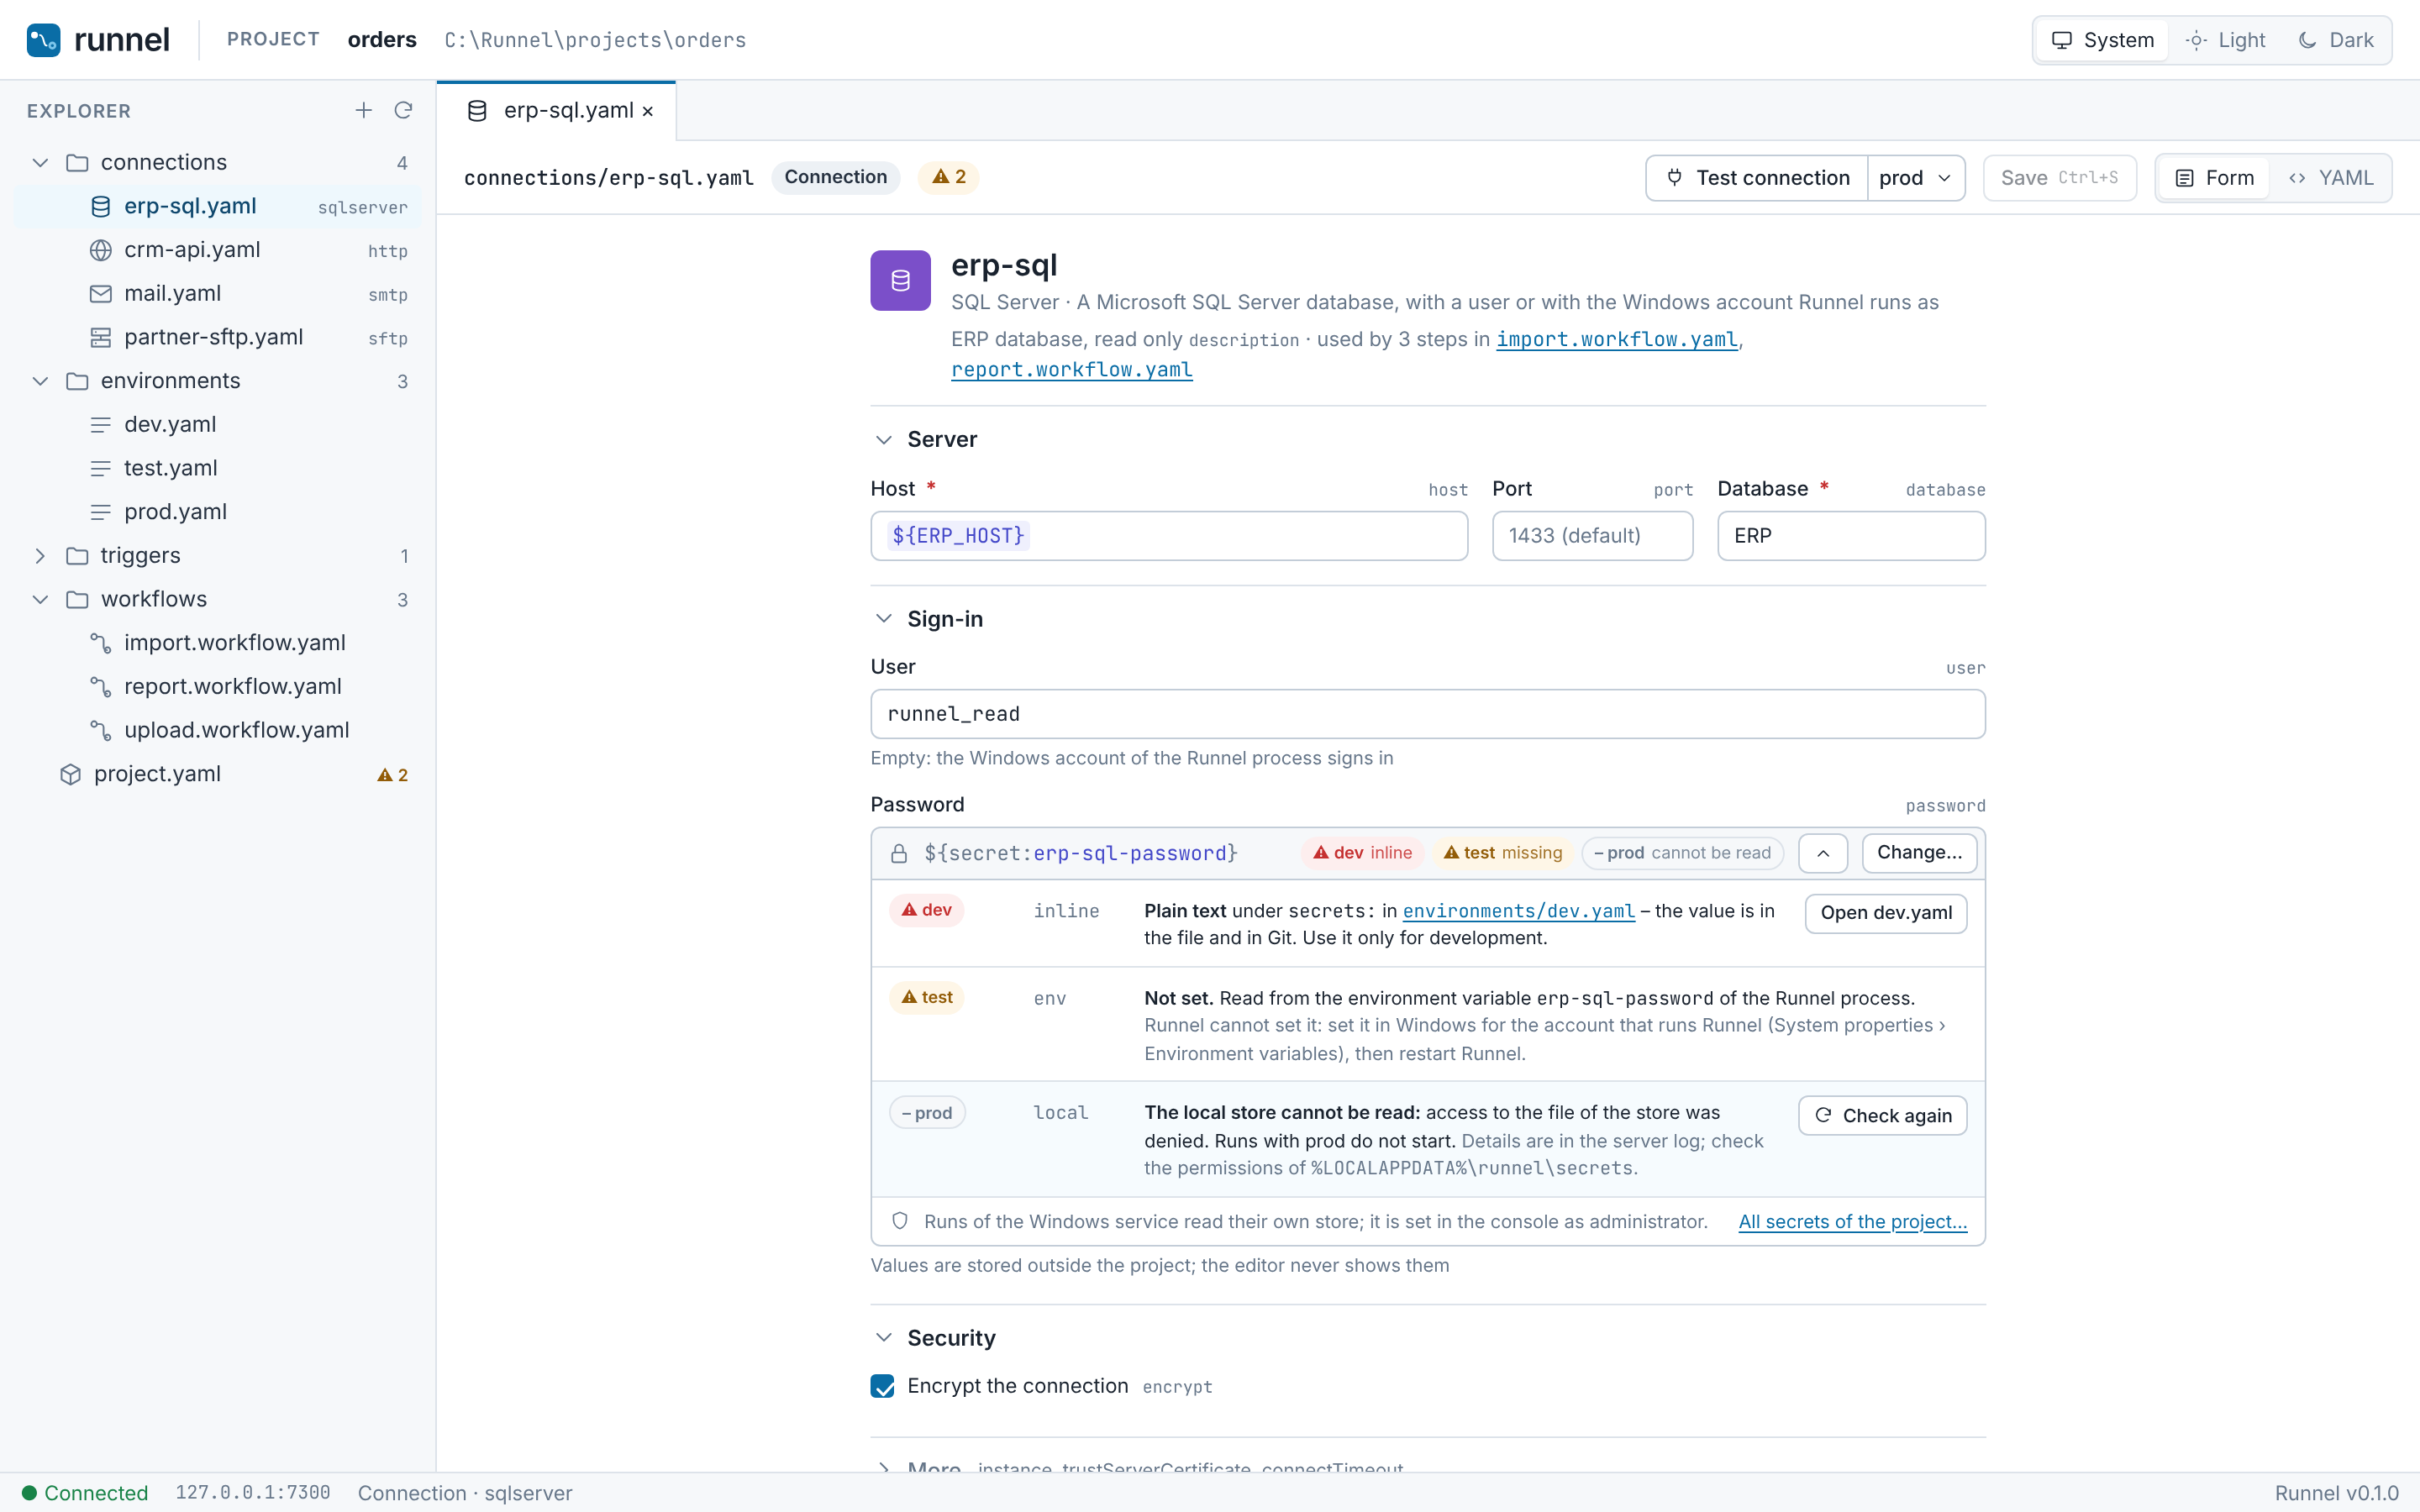 runnel PROJECT orders C:\Runnel\projects\orders System Light Dark
EXPLORER
connections 4
erp-sql.yaml sqlserver
crm-api.yaml http
mail.yaml smtp
partner-sftp.yaml sftp
environments 3
dev.yaml
test.yaml
prod.yaml
triggers 1
workflows 3
import.workflow.yaml
report.workflow.yaml
upload.workflow.yaml
project.yaml 2
erp-sql.yaml ×
connections/erp-sql.yaml Connection 2 Test connection prod Save Ctrl+S Form YAML
erp-sql
SQL Server · A Microsoft SQL Server database, with a user or with the Windows account Runnel runs as
ERP database, read only description · used by 3 steps in import.workflow.yaml,
report.workflow.yaml
Server
Host * host Port port Database * database
${ERP_HOST} 1433 (default) ERP
Sign-in
User user
runnel_read
Empty: the Windows account of the Runnel process signs in
Password password
${secret:erp-sql-password} dev inline test missing – prod cannot be read Change...
dev inline Plain text under secrets: in environments/dev.yaml – the value is in Open dev.yaml
the file and in Git. Use it only for development.
test env Not set. Read from the environment variable erp-sql-password of the Runnel process.
Runnel cannot set it: set it in Windows for the account that runs Runnel (System properties ›
Environment variables), then restart Runnel.
– prod local The local store cannot be read: access to the file of the store was Check again
denied. Runs with prod do not start. Details are in the server log; check
the permissions of %LOCALAPPDATA%\runnel\secrets.
Runs of the Windows service read their own store; it is set in the console as administrator. All secrets of the project...
Values are stored outside the project; the editor never shows them
Security
Encrypt the connection encrypt
More instance, trustServerCertificate, connectTimeout
Connected 127.0.0.1:7300 Connection · sqlserver Runnel v0.1.0